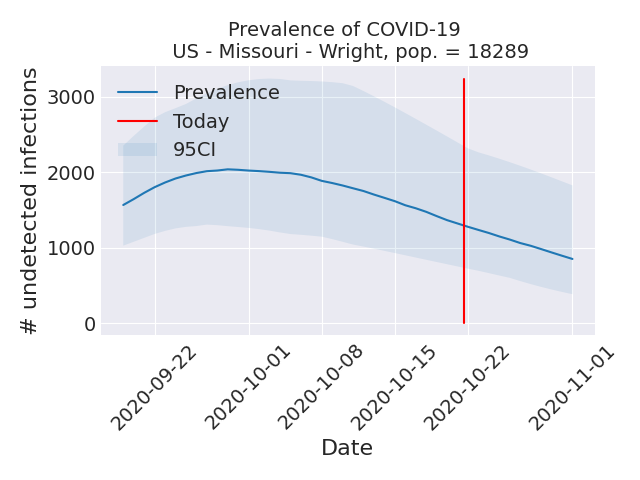 Prevalence of COVID-19
US - Missouri - Wright, pop. = 18289
# undetected infections
3000
2000
1000
0
Prevalence
Today
95CI
2020-09-22
2020-10-01
2020-10-08
2020-10-15
2020-10-22
2020-11-01
Date